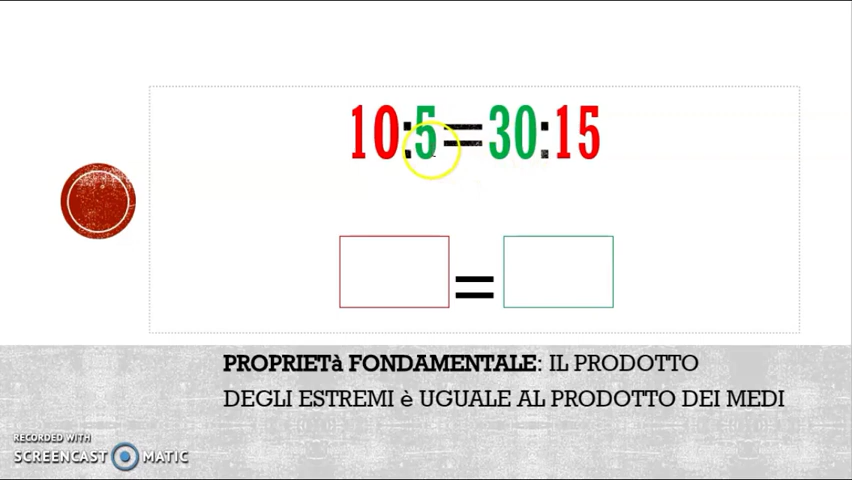 10:5=30:15
=
PROPRIETà FONDAMENTALE: IL PRODOTTO
DEGLI ESTREMI è UGUALE AL PRODOTTO DEI MEDI
RECORDED WITH
SCREENCAST MATIC